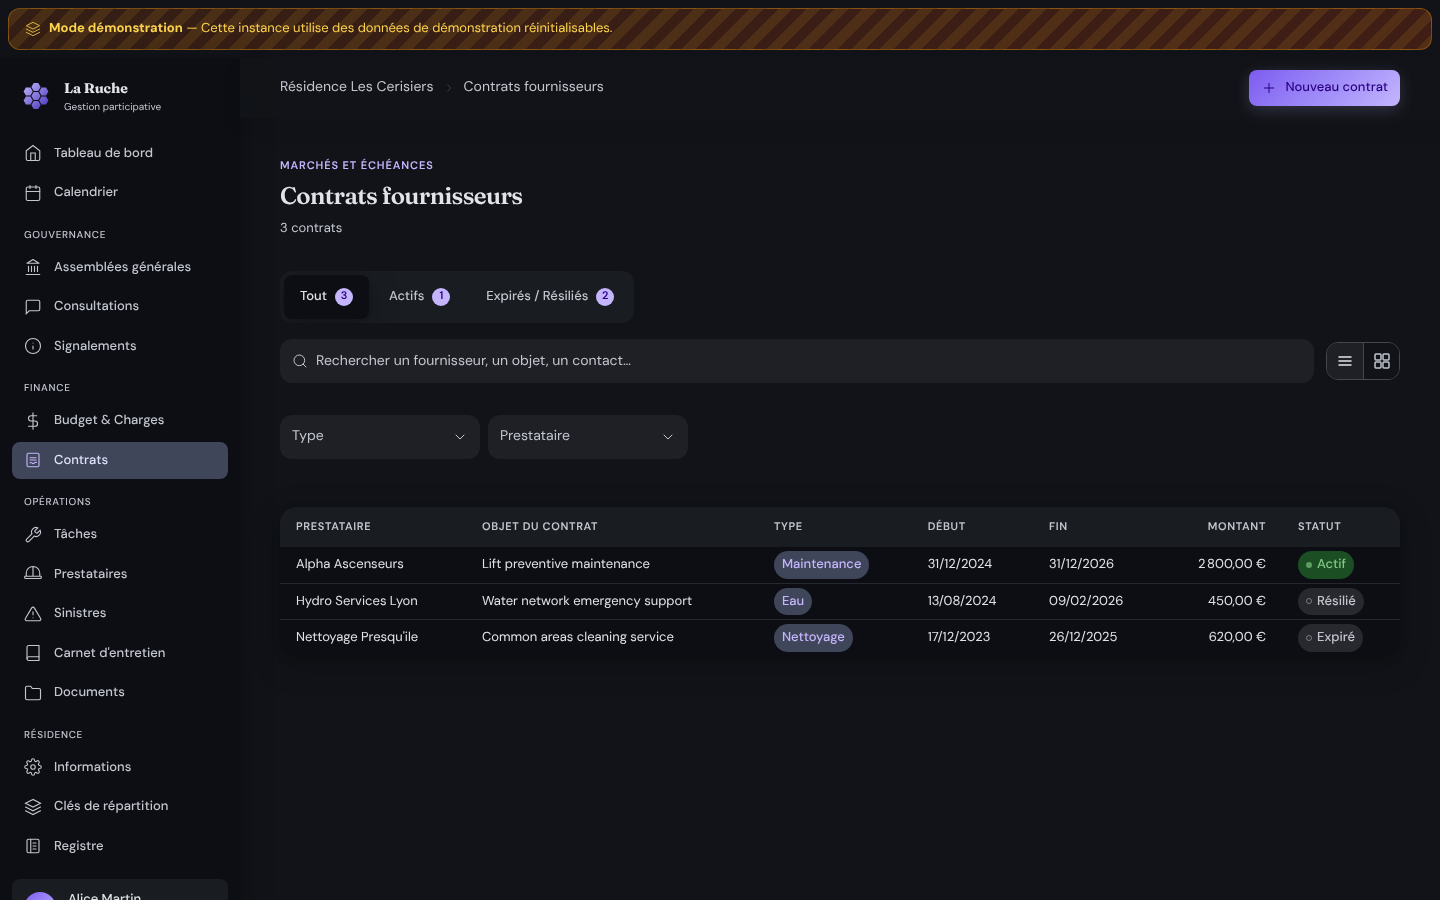 Mode démonstration — Cette instance utilise des données de démonstration réinitialisables.
La Ruche
Gestion participative
Tableau de bord
Calendrier
GOUVERNANCE
Assemblées générales
Consultations
Signalements
FINANCE
Budget & Charges
Contrats
OPÉRATIONS
Tâches
Prestataires
Sinistres
Carnet d'entretien
Documents
RÉSIDENCE
Informations
Clés de répartition
Registre
Alice Martin
Résidence Les Cerisiers > Contrats fournisseurs
Nouveau contrat
MARCHÉS ET ÉCHÉANCES
Contrats fournisseurs
3 contrats
Tout 3 Actifs 1 Expirés / Résiliés 2
Rechercher un fournisseur, un objet, un contact...
Type Prestataire
PRESTATAIRE OBJET DU CONTRAT TYPE DÉBUT FIN MONTANT STATUT
Alpha Ascenseurs Lift preventive maintenance Maintenance 31/12/2024 31/12/2026 2 800,00 € Actif
Hydro Services Lyon Water network emergency support Eau 13/08/2024 09/02/2026 450,00 € Résilié
Nettoyage Presqu'île Common areas cleaning service Nettoyage 17/12/2023 26/12/2025 620,00 € Expiré